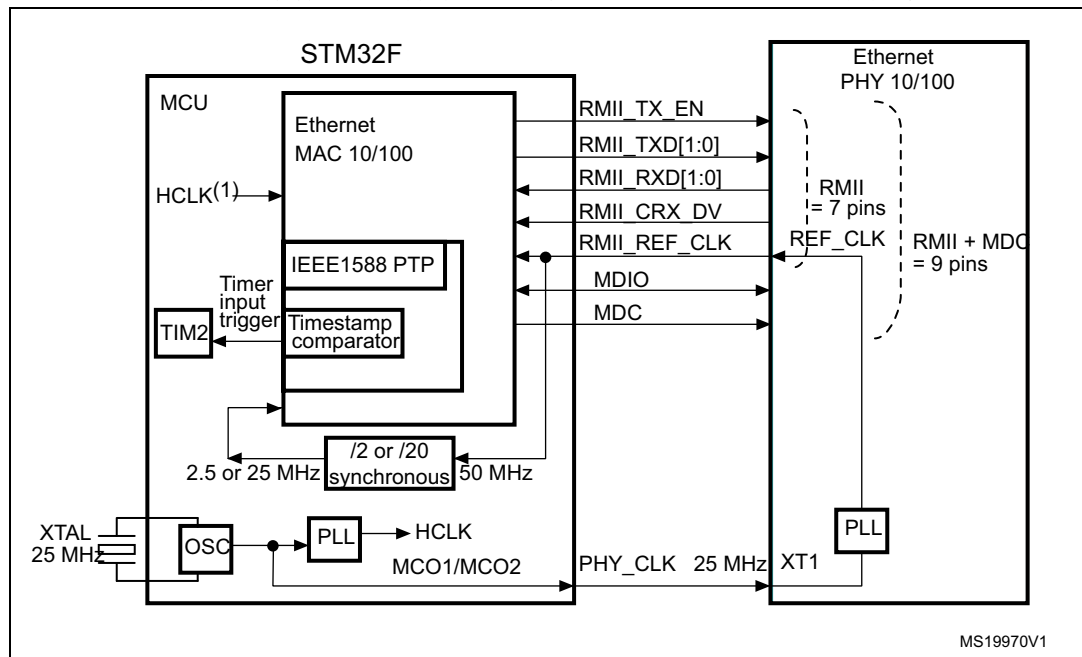 STM32F
Ethernet
PHY 10/100
MCU
Ethernet
MAC 10/100
HCLK(1)
RMII_TX_EN
RMII_TXD[1:0]
RMII_RXD[1:0]
RMII_CRX_DV
RMII_REF_CLK
REF_CLK
MDIO
MDC
RMII
= 7 pins
RMII + MDC
= 9 pins
IEEE1588 PTP
Timer
input
trigger
TIM2
Timestamp
comparator
/2 or /20
synchronous
2.5 or 25 MHz
50 MHz
XTAL
25 MHz
OSC
PLL
HCLK
MCO1/MCO2
PHY_CLK 25 MHz
XT1
PLL
MS19970V1